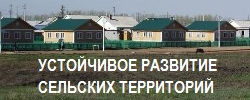 УСТОЙЧИВОЕ РАЗВИТИЕ
СЕЛЬСКИХ ТЕРРИТОРИЙ